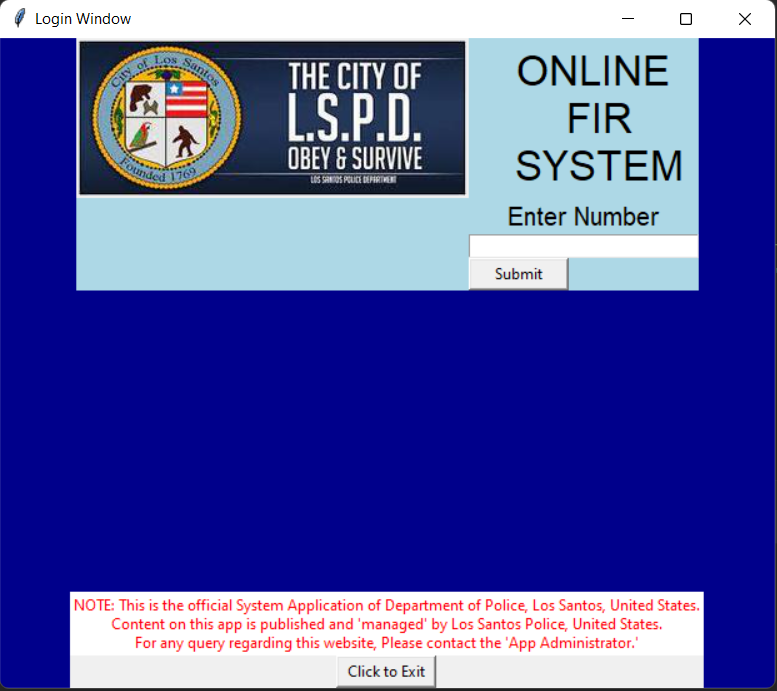 Login Window
City of Los Santos
Founded 1769
THE CITY OF
L.S.P.D.
OBEY & SURVIVE
LOS SANTOS POLICE DEPARTMENT
ONLINE
FIR
SYSTEM
Enter Number
Submit
NOTE: This is the official System Application of Department of Police, Los Santos, United States.
Content on this app is published and 'managed' by Los Santos Police, United States.
For any query regarding this website, Please contact the 'App Administrator.'
Click to Exit